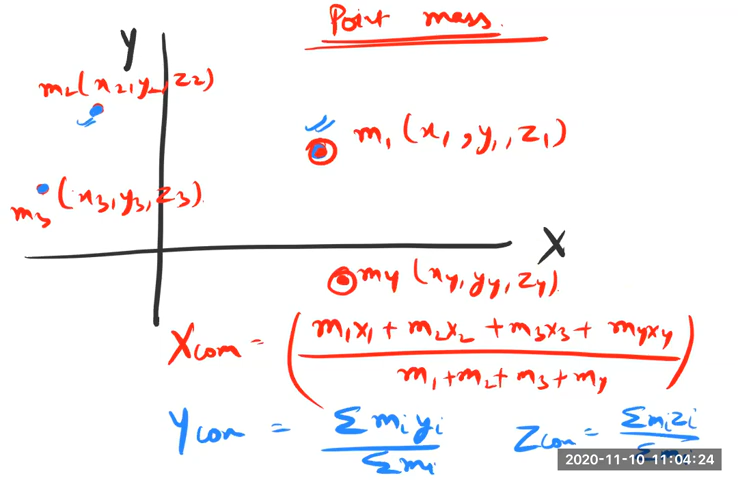 Point mass
Y
m₂(x₂, y₂, z₂)
m₁ (x₁, y₁, z₁)
m₃ (x₃, y₃, z₃)
X
m₄ (x₄, y₄, z₄)
Xcom = ((m₁x₁ + m₂x₂ + m₃x₃ + m₄x₄) / (m₁ + m₂ + m₃ + m₄))
Ycom = Σmᵢyᵢ / Σmᵢ Zcom = Σmᵢzᵢ / Σmᵢ
2020-11-10 11:04:24